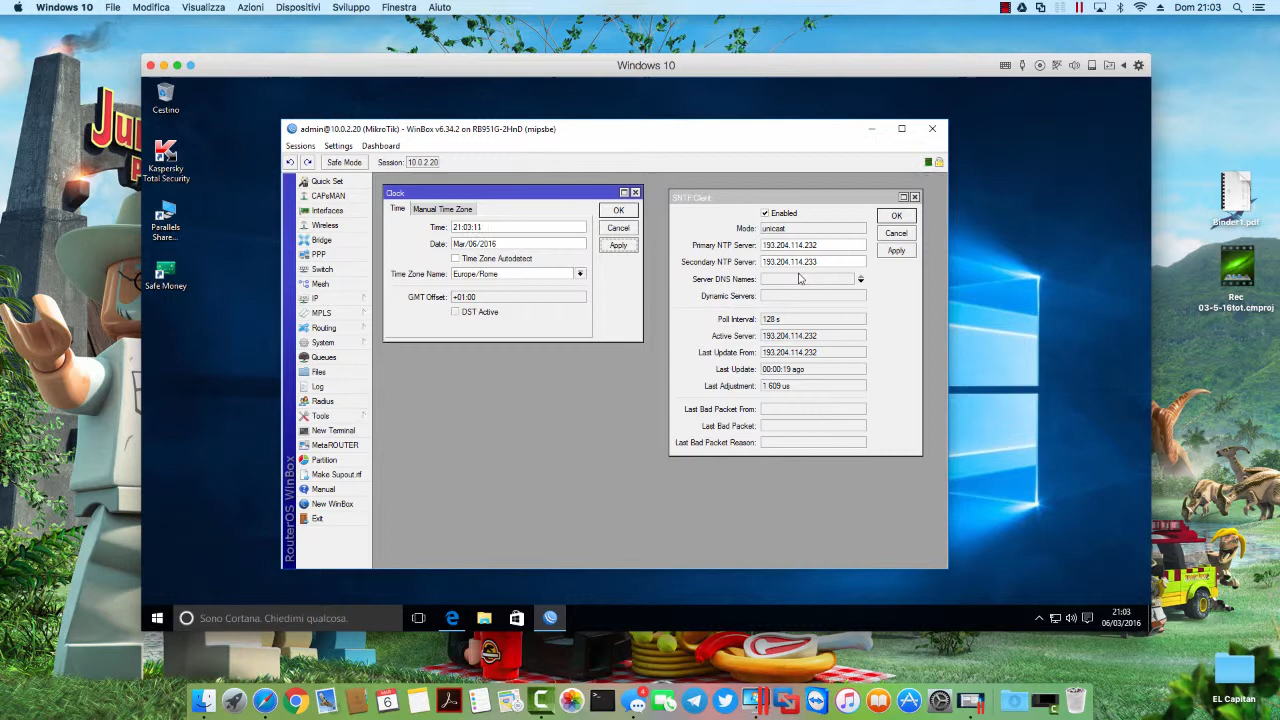 Windows 10 File Modifica Visualizza Azioni Dispositivi Sviluppo Finestra Aiuto Dom 21:03
Windows 10
Cestino
Kaspersky
Total Security
Parallels
Share...
Safe Money
admin@10.0.2.20 (MikroTik) - WinBox v6.34.2 on RB951G-2HnD (mipsbe)
Sessions Settings Dashboard
Safe Mode Session: 10.0.2.20
RouterOS WinBox
Quick Set
CAPsMAN
Interfaces
Wireless
Bridge
PPP
Switch
Mesh
IP
MPLS
Routing
System
Queues
Files
Log
Radius
Tools
New Terminal
MetaROUTER
Partition
Make Supout.rif
Manual
New WinBox
Exit
Clock
Time Manual Time Zone
Time: 21:03:11
Date: Mar/06/2016
Time Zone Autodetect
Time Zone Name: Europe/Rome
GMT Offset: +01:00
DST Active
OK
Cancel
Apply
SNTP Client
Enabled
Mode: unicast
Primary NTP Server: 193.204.114.232
Secondary NTP Server: 193.204.114.233
Server DNS Names:
Dynamic Servers:
Poll Interval: 128 s
Active Server: 193.204.114.232
Last Update From: 193.204.114.232
Last Update: 00:00:19 ago
Last Adjustment: 1 609 us
Last Bad Packet From:
Last Bad Packet:
Last Bad Packet Reason:
OK
Cancel
Apply
Binder1.pdf
Rec
03-5-16tot.cmproj
EL Capitan
Sono Cortana. Chiedimi qualcosa.
21:03
06/03/2016
6
4